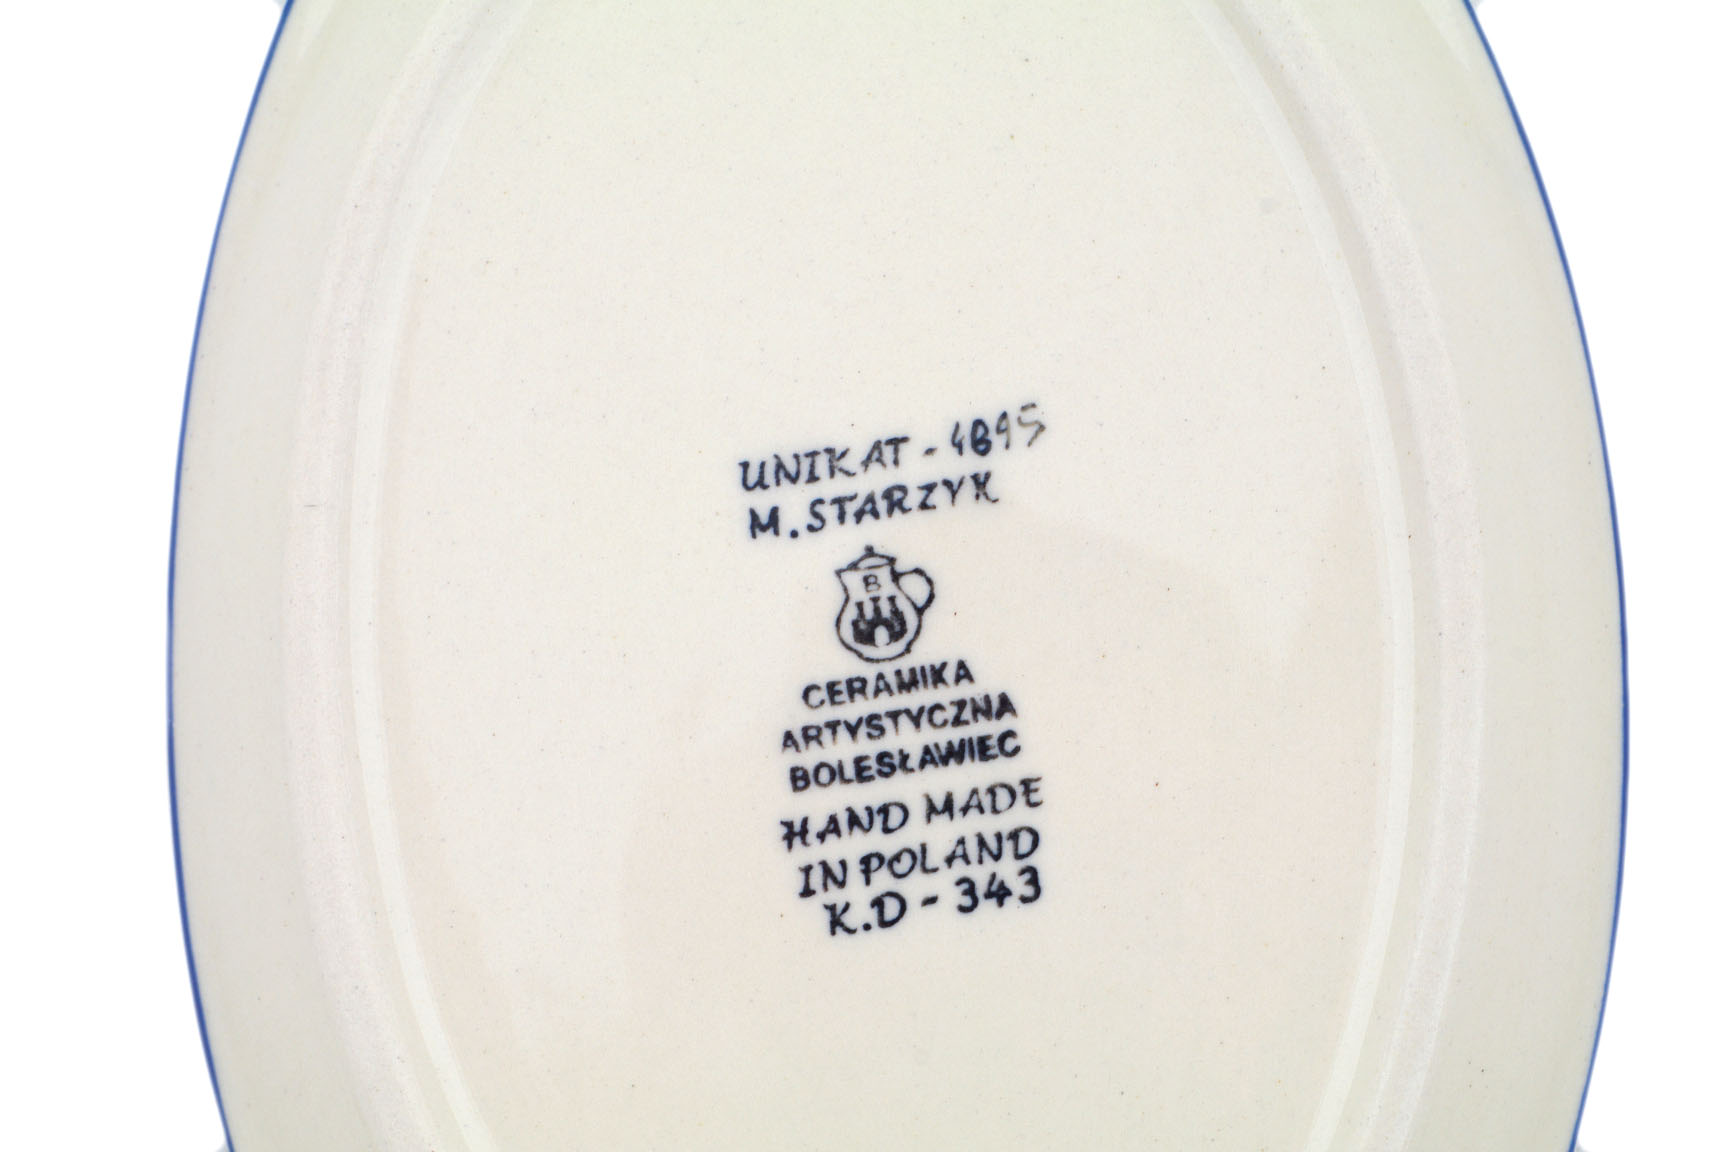 UNIKAT - 4895
M. STARZYK
B
CERAMIKA
ARTYSTYCZNA
BOLESŁAWIEC
HAND MADE
IN POLAND
K.D - 343